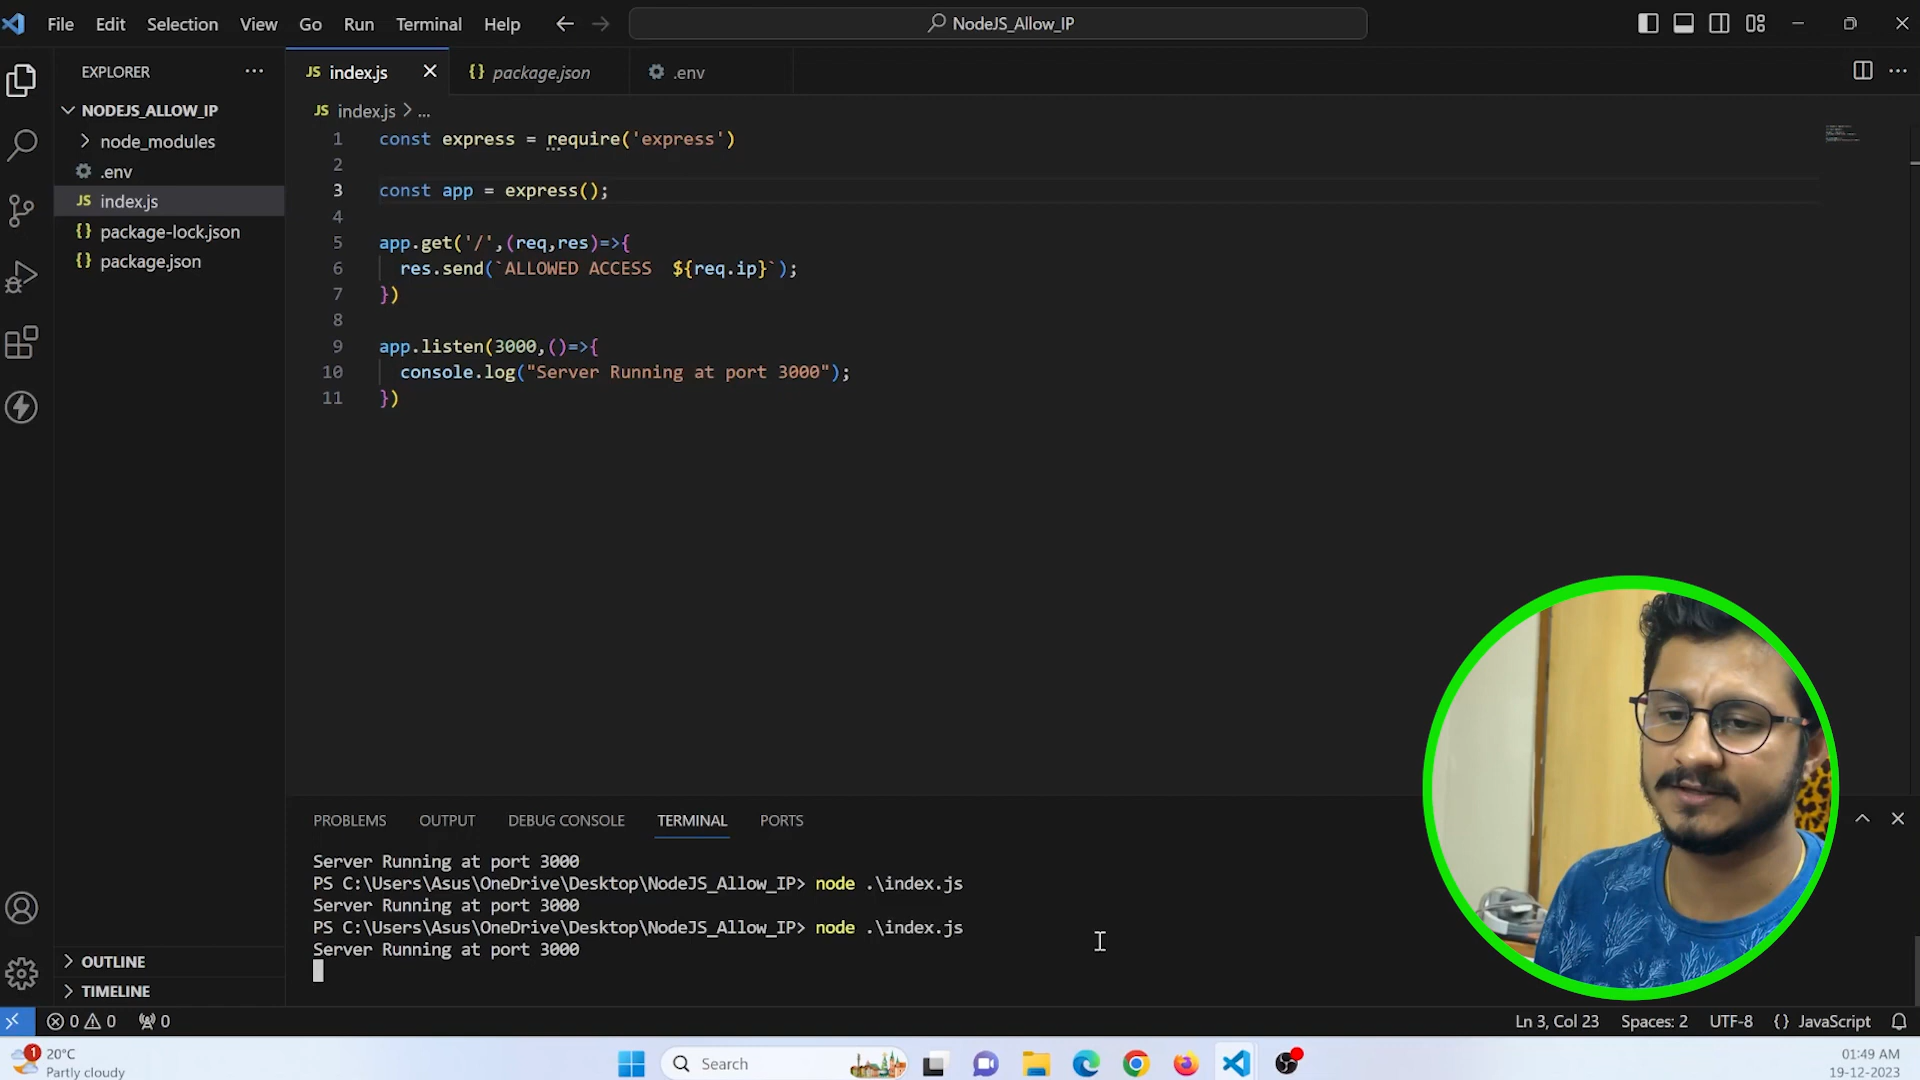 File Edit Selection View Go Run Terminal Help NodeJS_Allow_IP
EXPLORER
JS index.js {} package.json .env
NODEJS_ALLOW_IP
JS index.js > ...
node_modules
.env
JS index.js
{} package-lock.json
{} package.json
1 const express = require('express')
2
3 const app = express();
4
5 app.get('/',(req,res)=>{
6 res.send(`ALLOWED ACCESS  ${req.ip}`);
7 })
8
9 app.listen(3000,()=>{
10 console.log("Server Running at port 3000");
11 })
PROBLEMS OUTPUT DEBUG CONSOLE TERMINAL PORTS
Server Running at port 3000
PS C:\Users\Asus\OneDrive\Desktop\NodeJS_Allow_IP> node .\index.js
Server Running at port 3000
PS C:\Users\Asus\OneDrive\Desktop\NodeJS_Allow_IP> node .\index.js
Server Running at port 3000
OUTLINE
TIMELINE
0 0 0 Ln 3, Col 23 Spaces: 2 UTF-8 {} JavaScript
1 20°C
Partly cloudy
Search
01:49 AM
19-12-2023